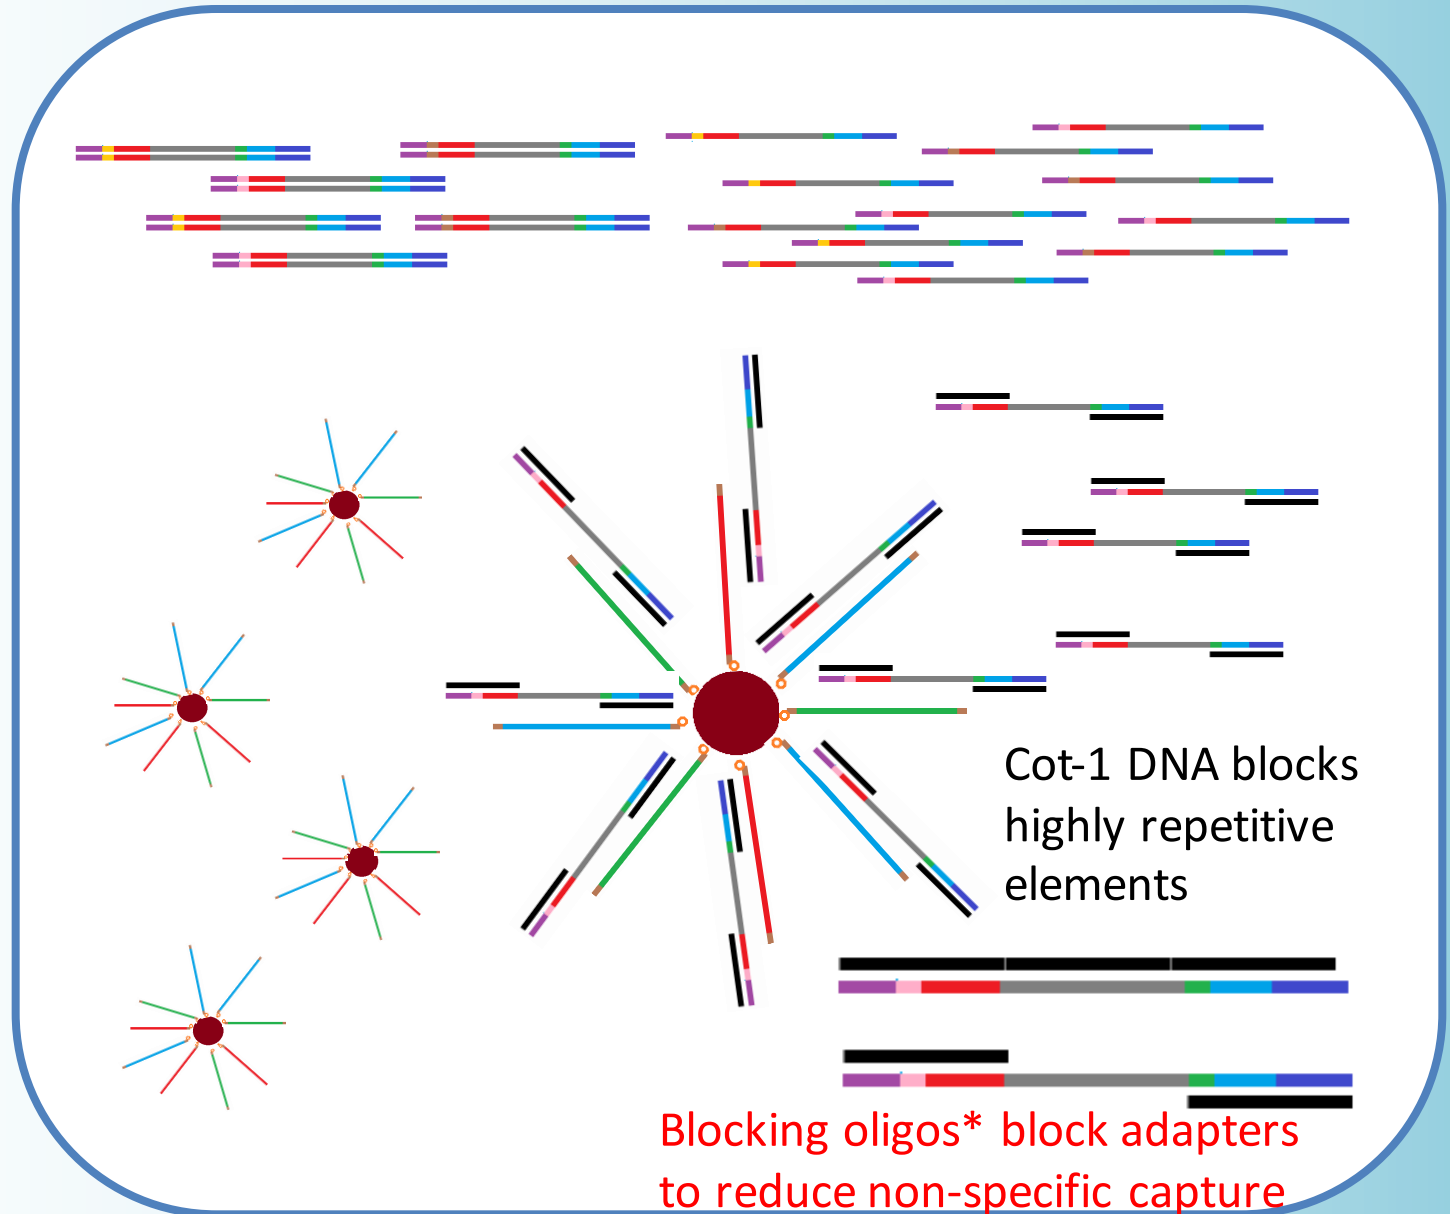 Cot-1 DNA blocks
highly repetitive
elements
Blocking oligos* block adapters
to reduce non-specific capture